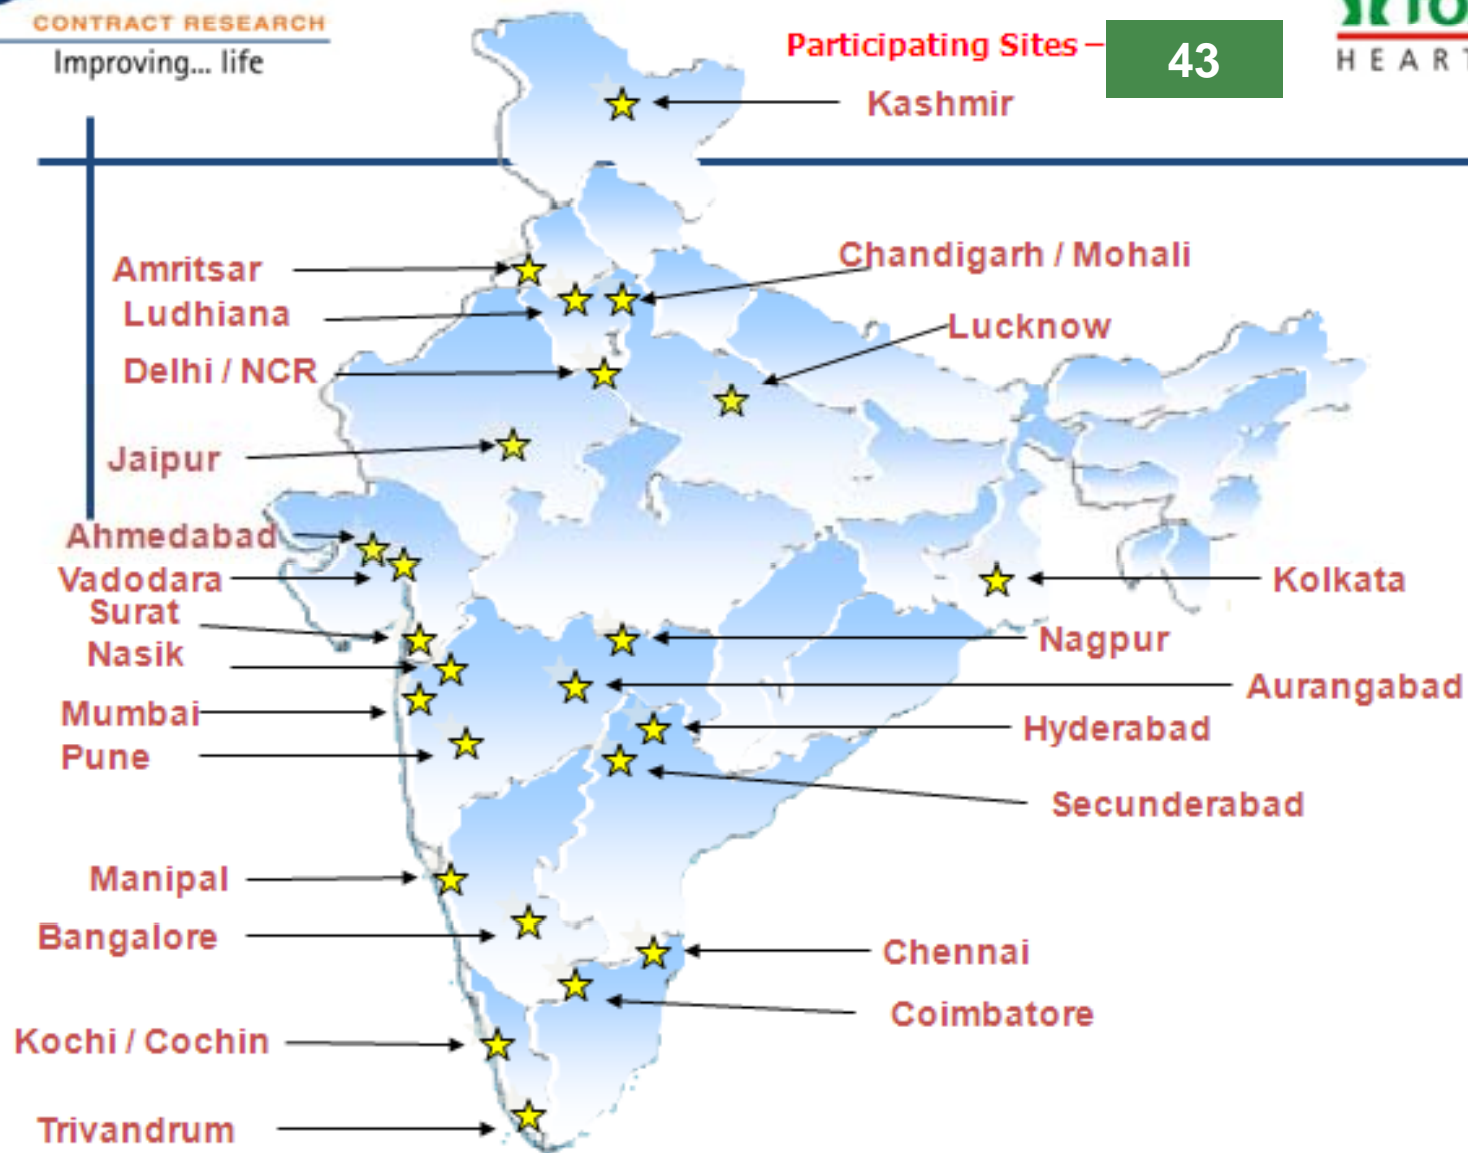 CONTRACT RESEARCH
Improving... life
Participating Sites –
43
HEART
Kashmir
Amritsar
Chandigarh / Mohali
Ludhiana
Lucknow
Delhi / NCR
Jaipur
Ahmedabad
Vadodara
Kolkata
Surat
Nasik
Nagpur
Aurangabad
Mumbai
Hyderabad
Pune
Secunderabad
Manipal
Bangalore
Chennai
Coimbatore
Kochi / Cochin
Trivandrum